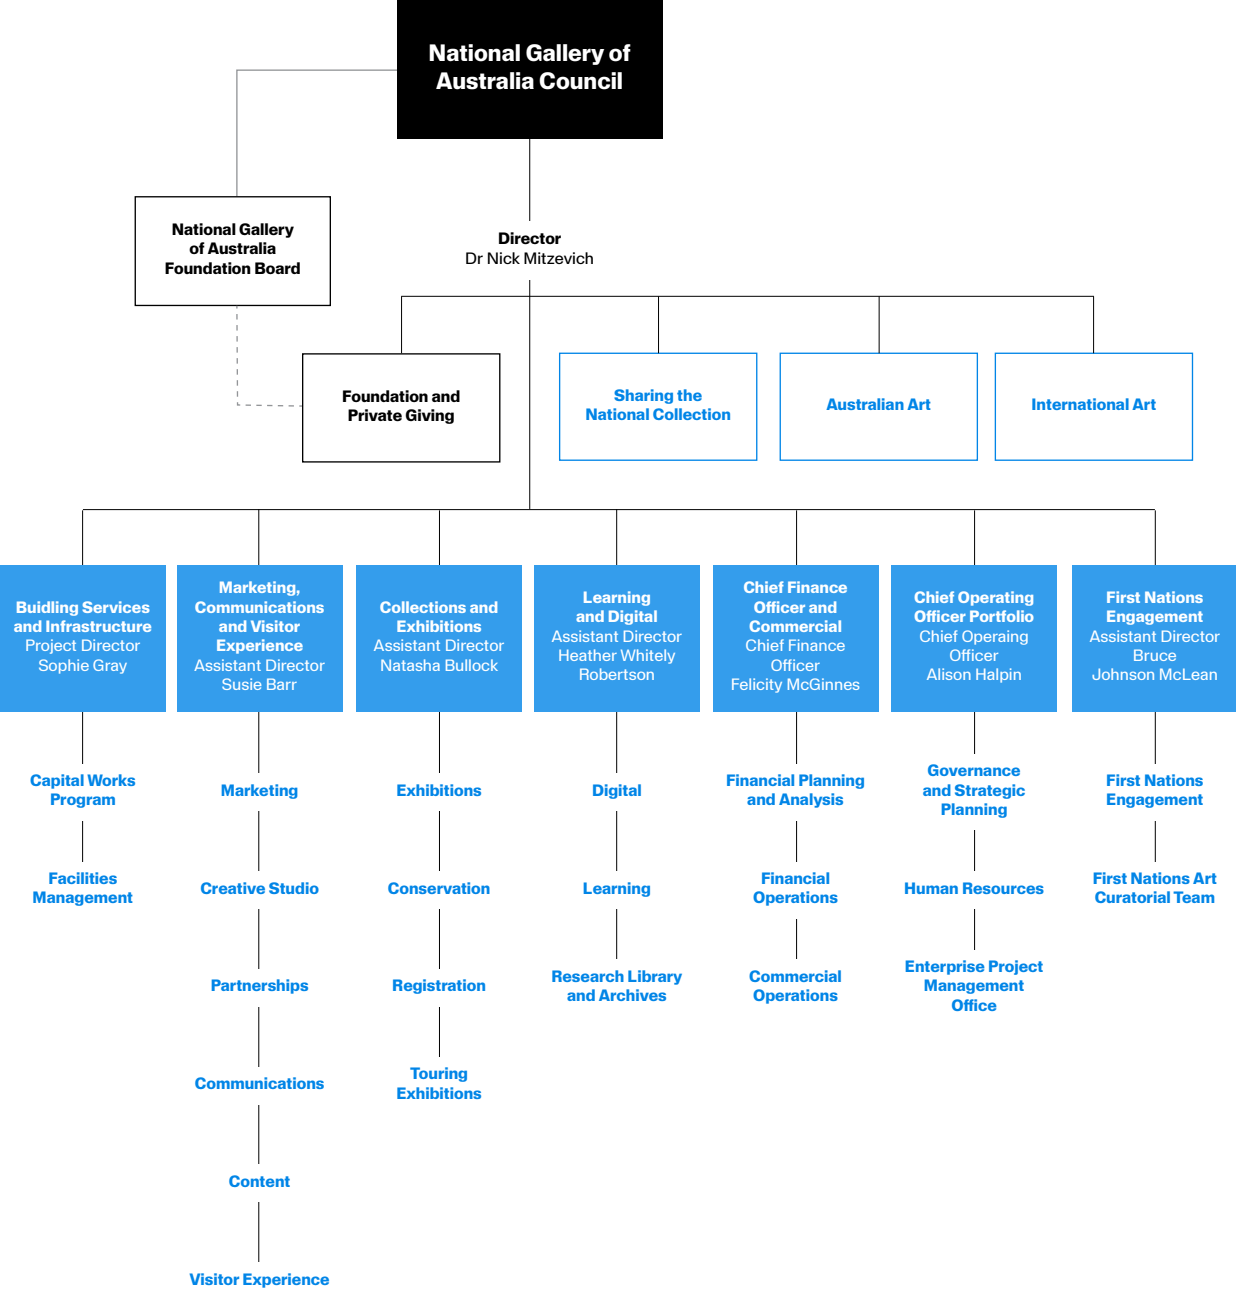 National Gallery of
Australia Council
National Gallery
of Australia
Foundation Board
Director
Dr Nick Mitzevich
Foundation and
Private Giving
Sharing the
National Collection
Australian Art
International Art
Buidling Services
and Infrastructure
Project Director
Sophie Gray
Marketing,
Communications
and Visitor
Experience
Assistant Director
Susie Barr
Collections and
Exhibitions
Assistant Director
Natasha Bullock
Learning
and Digital
Assistant Director
Heather Whitely
Robertson
Chief Finance
Officer and
Commercial
Chief Finance
Officer
Felicity McGinnes
Chief Operating
Officer Portfolio
Chief Operaing
Officer
Alison Halpin
First Nations
Engagement
Assistant Director
Bruce
Johnson McLean
Capital Works
Program
Facilities
Management
Marketing
Creative Studio
Partnerships
Communications
Content
Visitor Experience
Exhibitions
Conservation
Registration
Touring
Exhibitions
Digital
Learning
Research Library
and Archives
Financial Planning
and Analysis
Financial
Operations
Commercial
Operations
Governance
and Strategic
Planning
Human Resources
Enterprise Project
Management
Office
First Nations
Engagement
First Nations Art
Curatorial Team